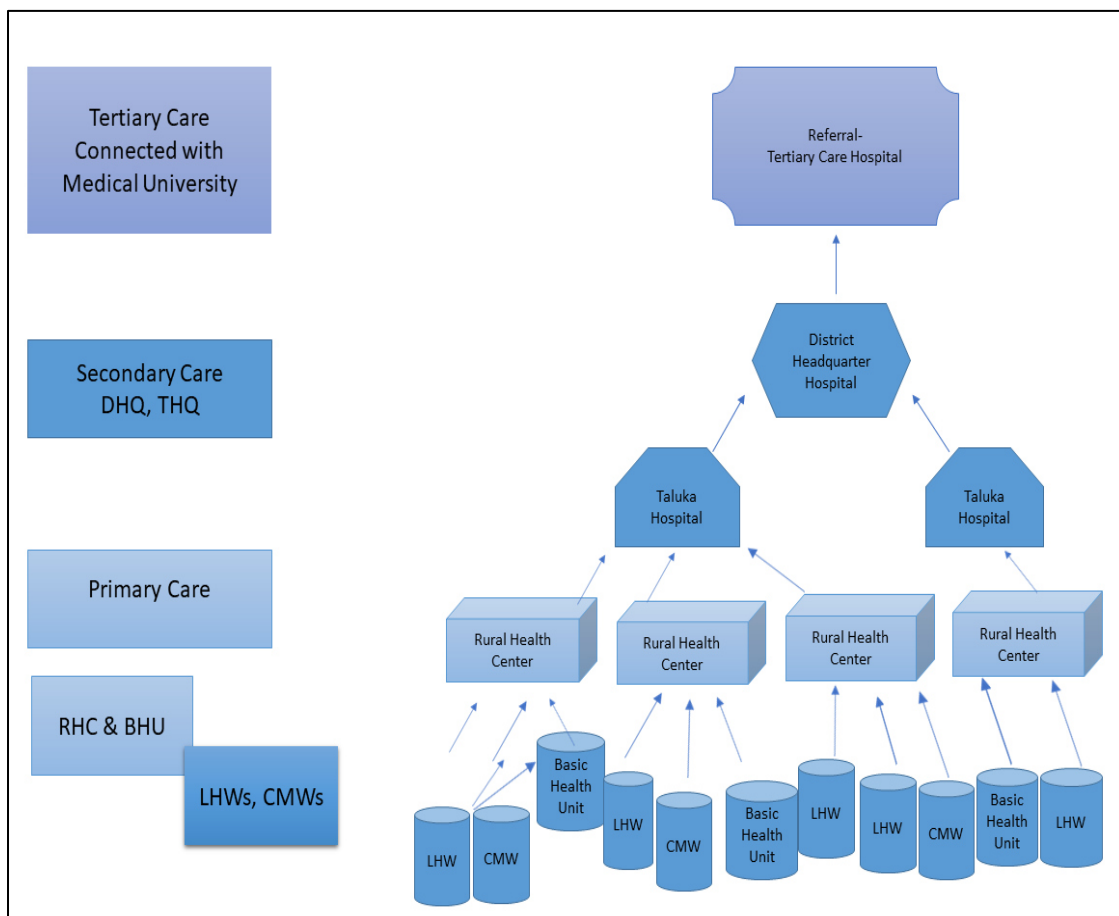 Tertiary Care
Connected with
Medical University
Referral-
Tertiary Care Hospital
Secondary Care
DHQ, THQ
District
Headquarter
Hospital
Taluka
Hospital
Taluka
Hospital
Primary Care
Rural Health
Center
Rural Health
Center
Rural Health
Center
Rural Health
Center
RHC & BHU
LHWs, CMWs
LHW
CMW
Basic
Health
Unit
LHW
CMW
Basic
Health
Unit
LHW
LHW
CMW
Basic
Health
Unit
LHW